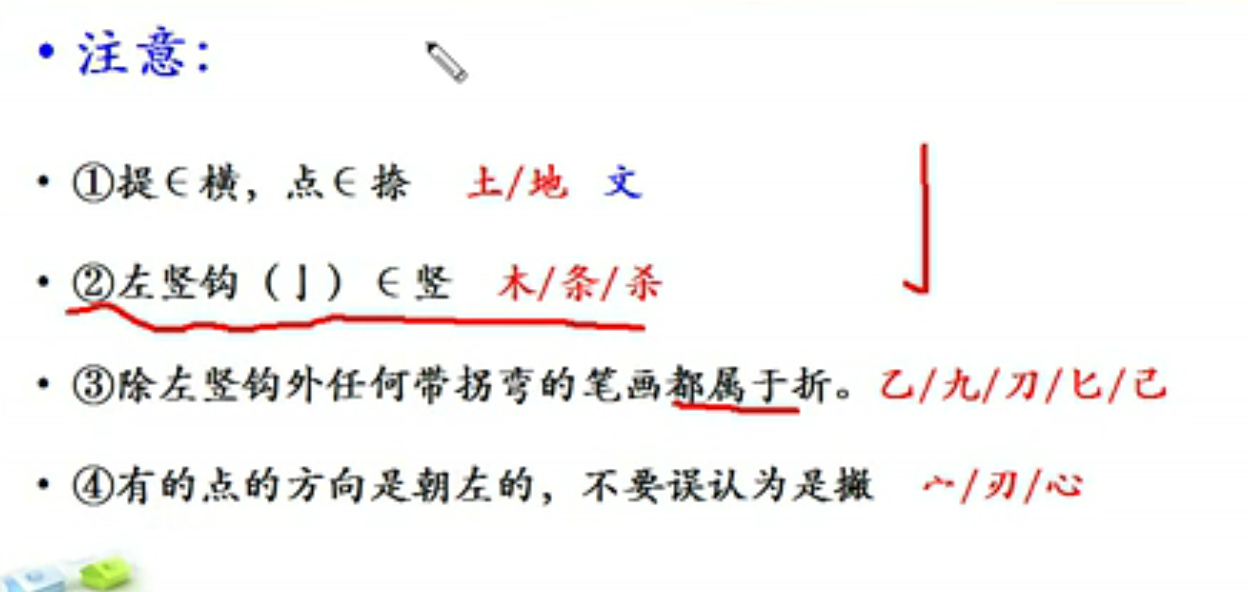 • 注意：
• ①提∈横，点∈捺 土/地 文
• ②左竖钩（亅）∈竖 木/条/杀
• ③除左竖钩外任何带拐弯的笔画都属于折。乙/九/刀/匕/己
• ④有的点的方向是朝左的，不要误认为是撇 宀/刃/心